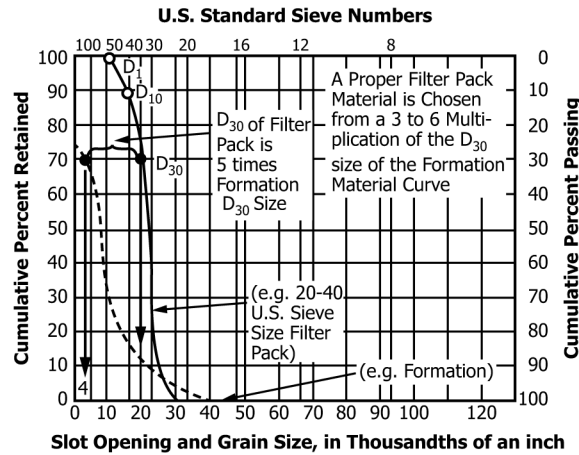 U.S. Standard Sieve Numbers
100 50 40 30 20 16 12 8
Cumulative Percent Retained
100
90
80
70
60
50
40
30
20
10
0
Cumulative Percent Passing
0
10
20
30
40
50
60
70
80
90
100
D1
D10
D30
D30 of Filter
Pack is
5 times
Formation
D30 Size
A Proper Filter Pack
Material is Chosen
from a 3 to 6 Multi-
plication of the D30
size of the Formation
Material Curve
(e.g. 20-40
U.S. Sieve
Size Filter
Pack)
(e.g. Formation)
4
0 10 20 30 40 50 60 70 80 90 100 120
Slot Opening and Grain Size, in Thousandths of an inch